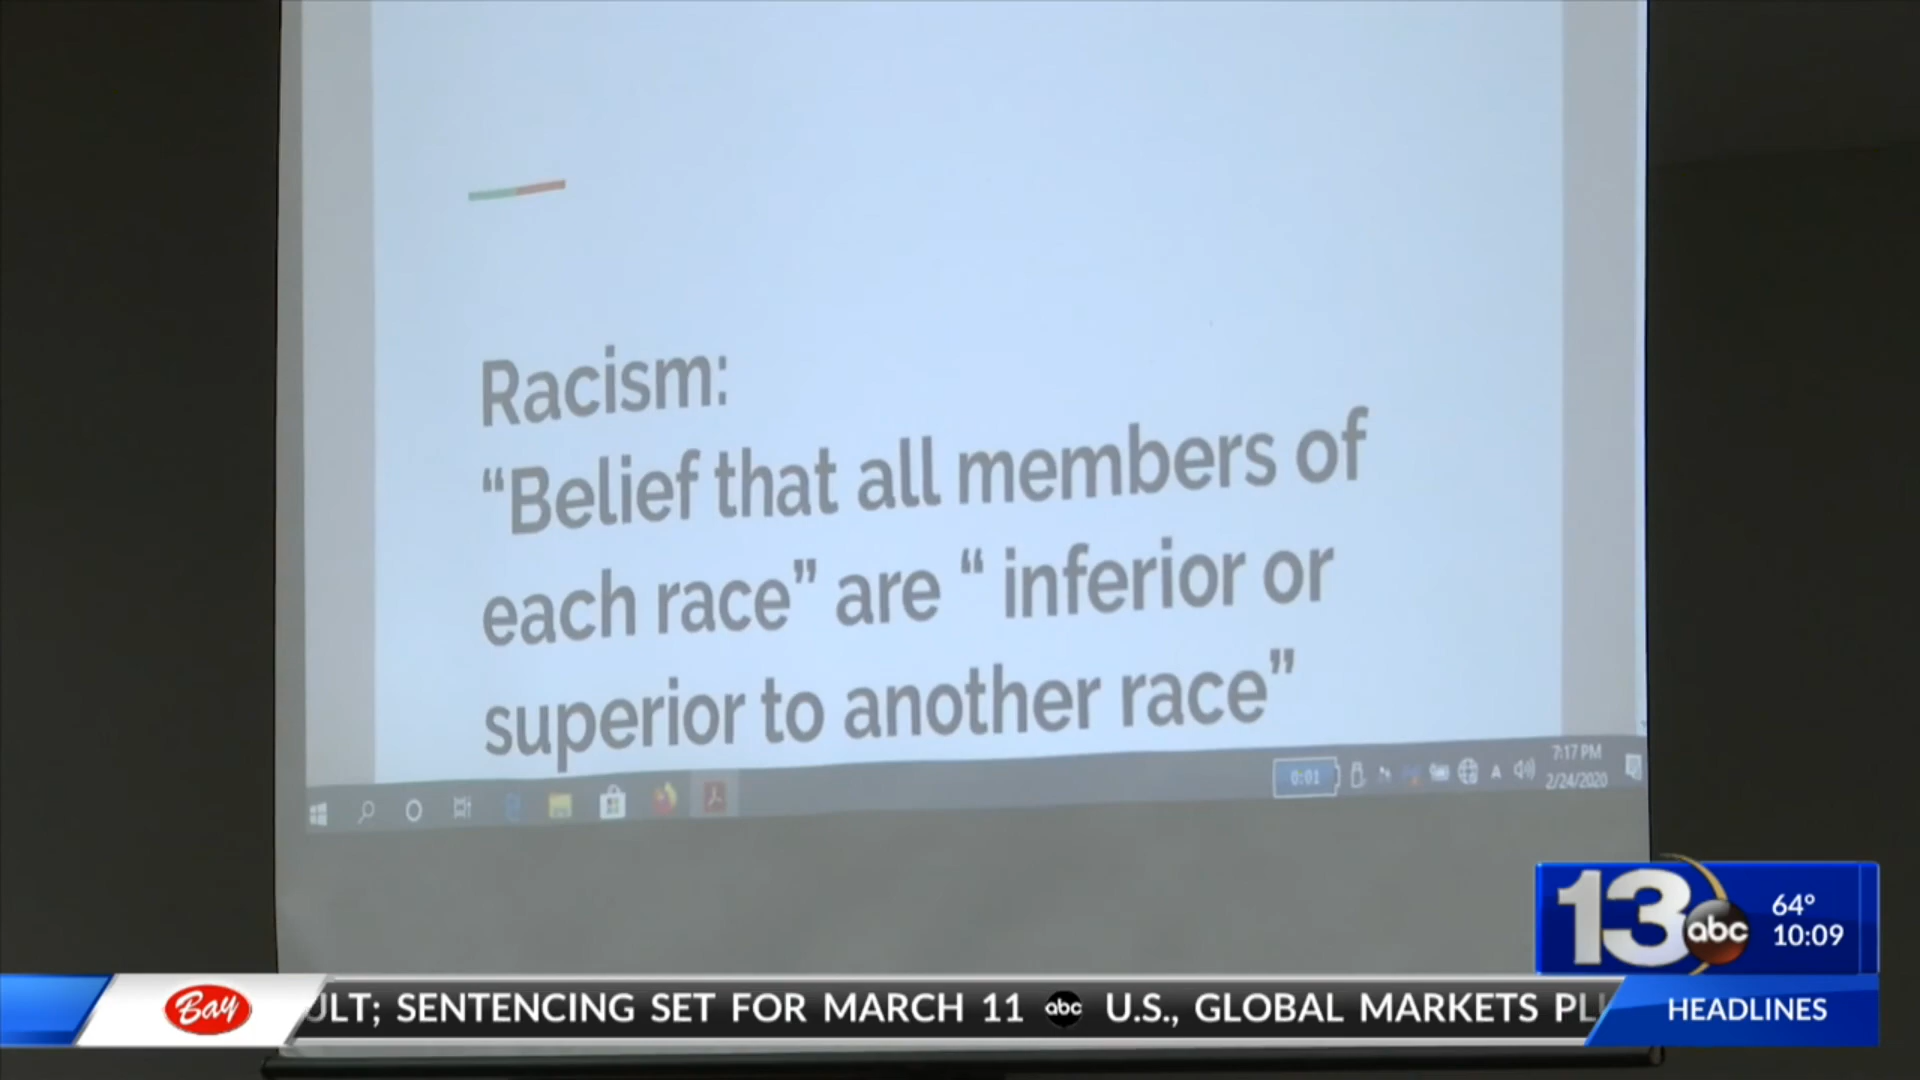 Racism:
“Belief that all members of
each race” are “ inferior or
superior to another race”
0:01
A
7:17 PM
2/24/2020
13 abc
64°
10:09
Bay
ULT; SENTENCING SET FOR MARCH 11 abc U.S., GLOBAL MARKETS PL
HEADLINES